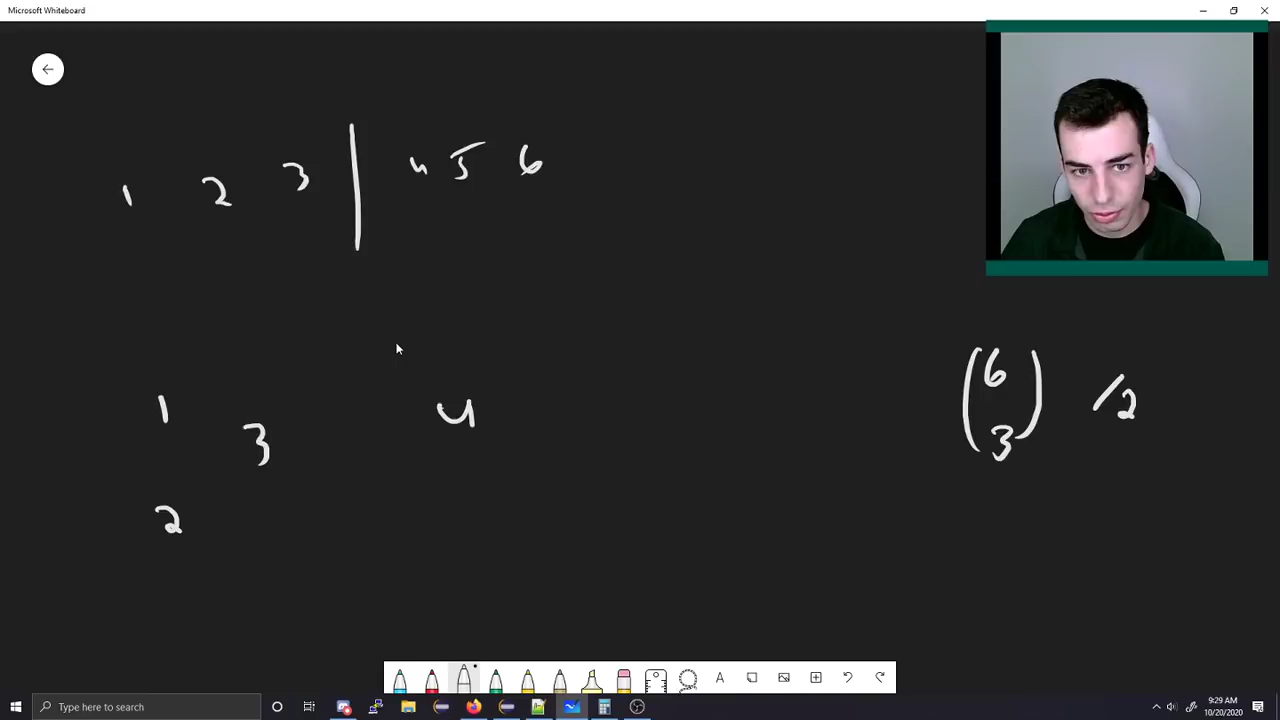 Microsoft Whiteboard
1 2 3 | 4 5 6
1 3 4
2
(6 3) /2
A
Type here to search
9:29 AM
10/20/2020